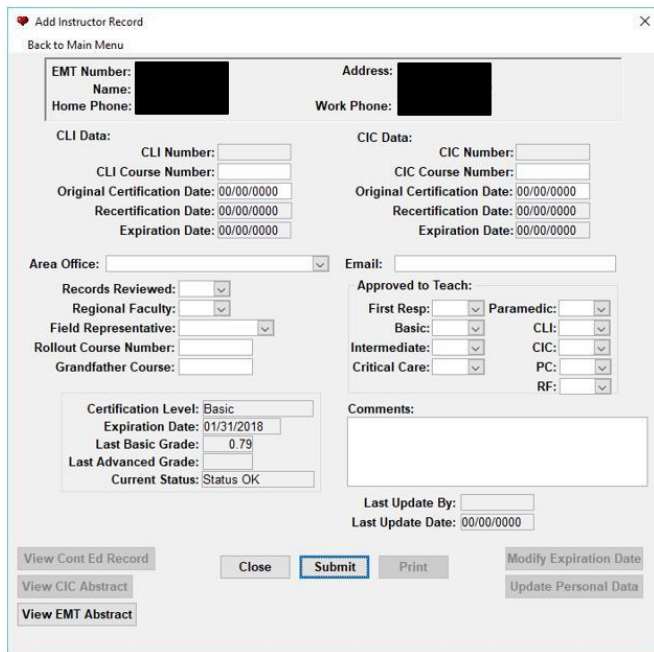 Add Instructor Record
Back to Main Menu
EMT Number: Address:
Name:
Home Phone: Work Phone:
CLI Data: CIC Data:
CLI Number: CIC Number:
CLI Course Number: CIC Course Number:
Original Certification Date: 00/00/0000 Original Certification Date: 00/00/0000
Recertification Date: 00/00/0000 Recertification Date: 00/00/0000
Expiration Date: 00/00/0000 Expiration Date: 00/00/0000
Area Office: Email:
Records Reviewed: Approved to Teach:
Regional Faculty: First Resp: Paramedic:
Field Representative: Basic: CLI:
Rollout Course Number: Intermediate: CIC:
Grandfather Course: Critical Care: PC:
RF:
Certification Level: Basic Comments:
Expiration Date: 01/31/2018
Last Basic Grade: 0.79
Last Advanced Grade:
Current Status: Status OK
Last Update By:
Last Update Date: 00/00/0000
View Cont Ed Record Close Submit Print Modify Expiration Date
View CIC Abstract Update Personal Data
View EMT Abstract